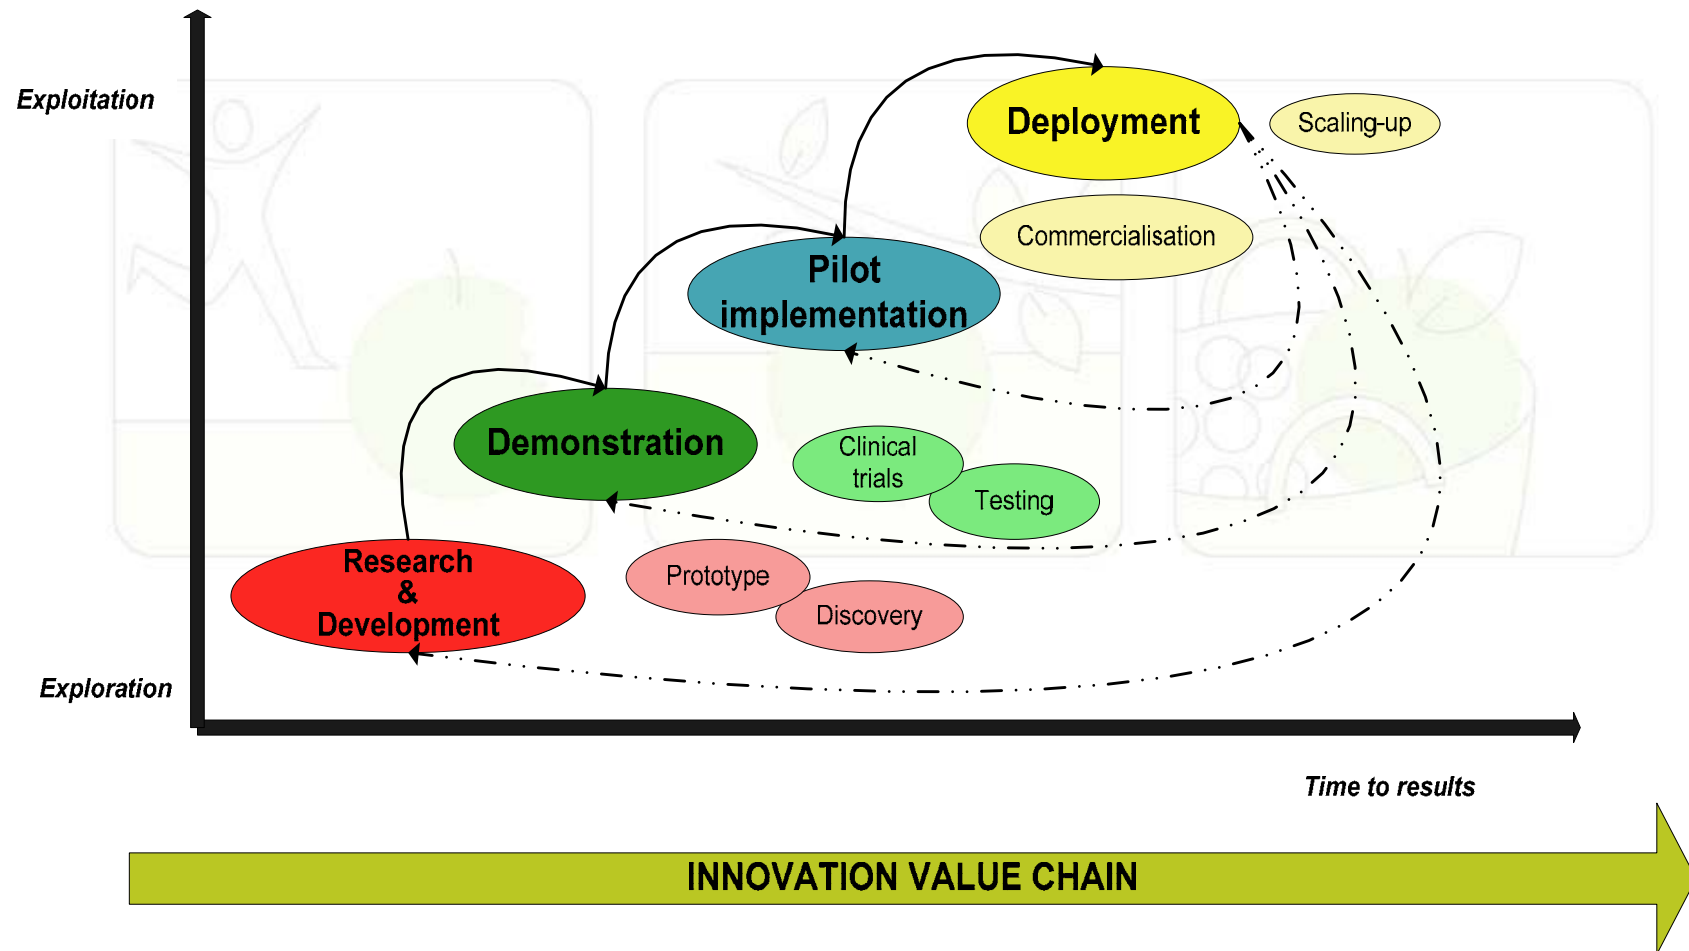 Exploitation
Deployment
Scaling-up
Commercialisation
Pilot
implementation
Demonstration
Clinical
trials
Testing
Research
&
Development
Prototype
Discovery
Exploration
Time to results
INNOVATION VALUE CHAIN